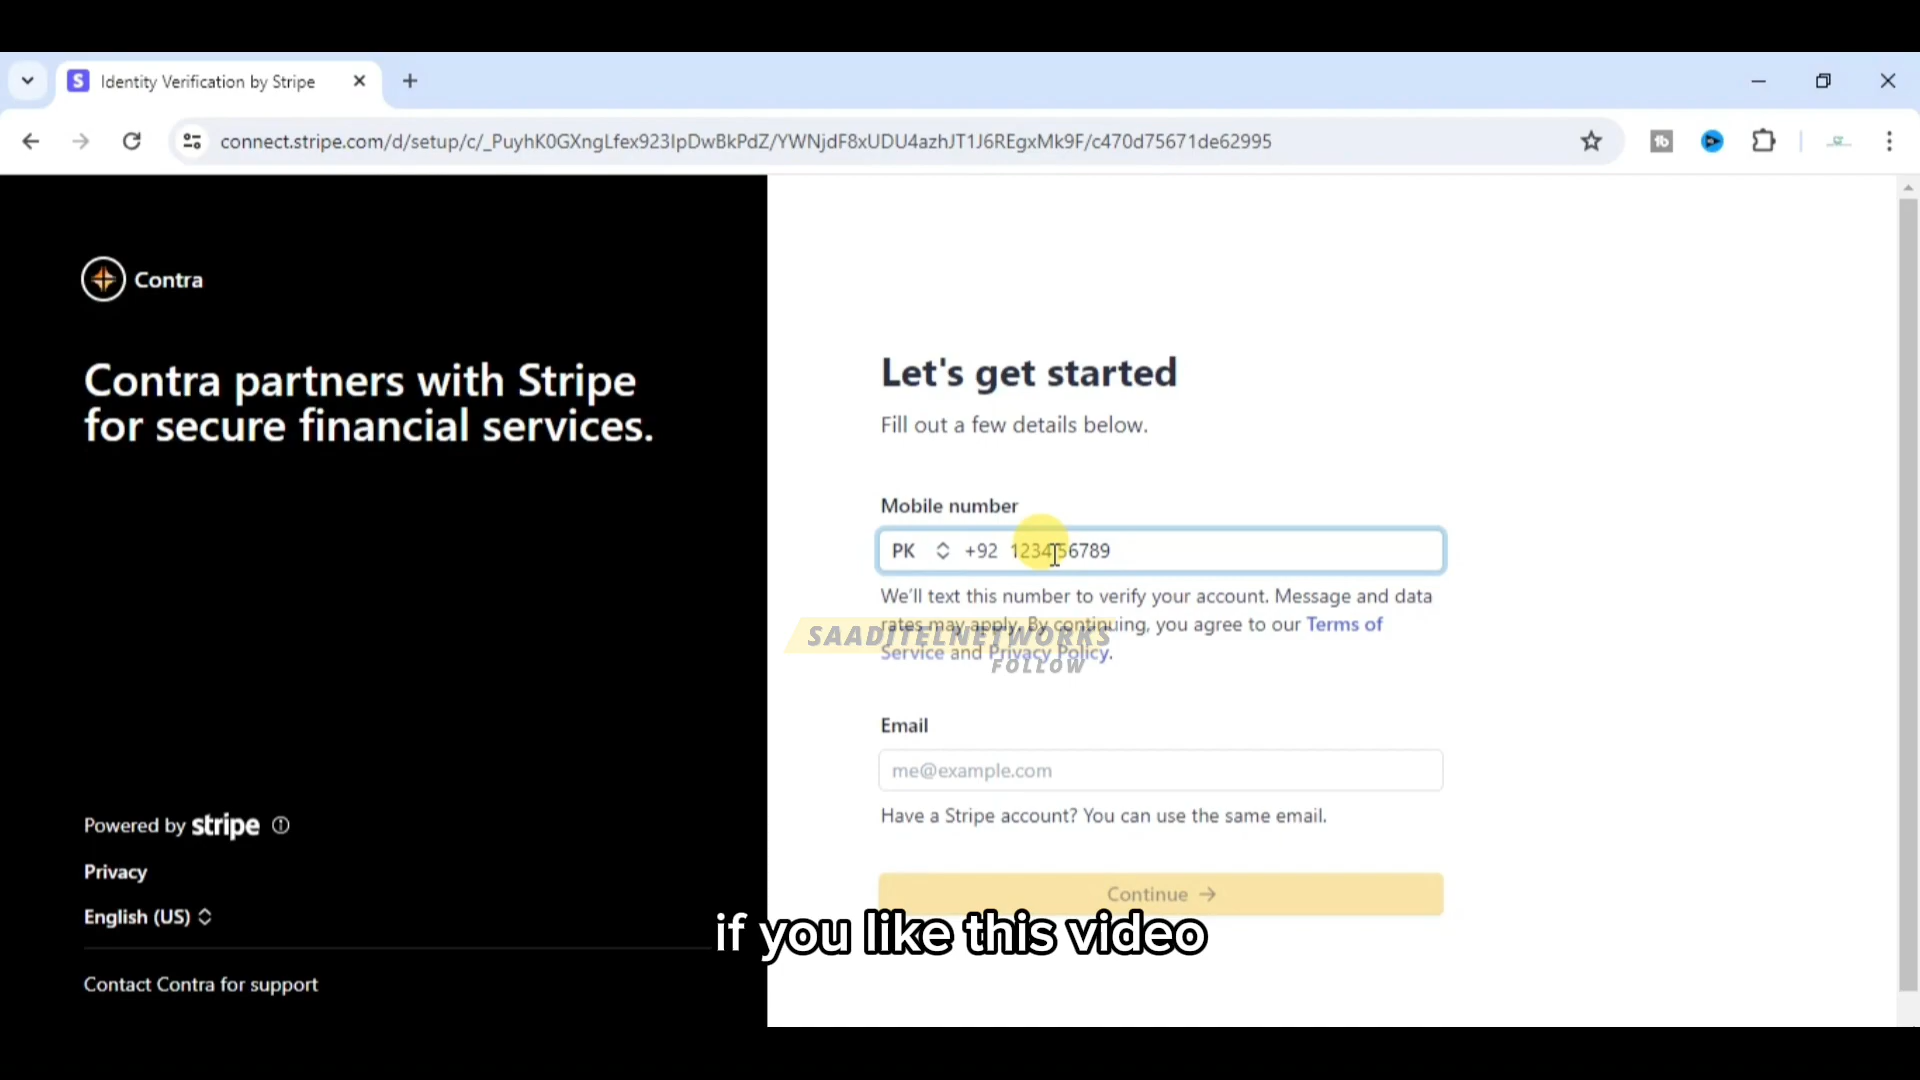 Identity Verification by Stripe
connect.stripe.com/d/setup/c/_PuyhK0GXngLfex923IpDwBkPdZ/YWNjdF8xUDU4azhJT1J6REgxMk9F/c470d75671de62995
Contra
Contra partners with Stripe
for secure financial services.
Powered by stripe
Privacy
English (US)
Contact Contra for support
Let's get started
Fill out a few details below.
Mobile number
PK +92 123456789
We'll text this number to verify your account. Message and data
rates may apply. By continuing, you agree to our Terms of
Service and Privacy Policy.
SAADITELNETWORKS
FOLLOW
Email
me@example.com
Have a Stripe account? You can use the same email.
Continue →
if you like this video